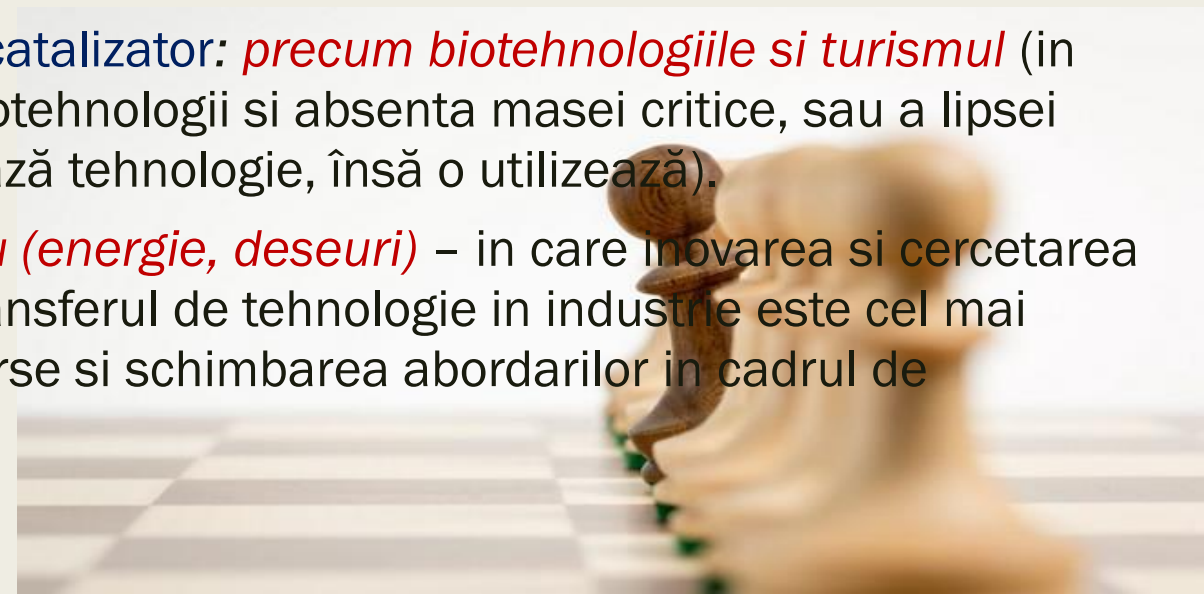 catalizator: precum biotehnologiile si turismul (in
otehnologii si absenta masei critice, sau a lipsei
ază tehnologie, însă o utilizează).
(energie, deseuri) – in care inovarea si cercetarea
nsferul de tehnologie in industrie este cel mai
rse si schimbarea abordarilor in cadrul de